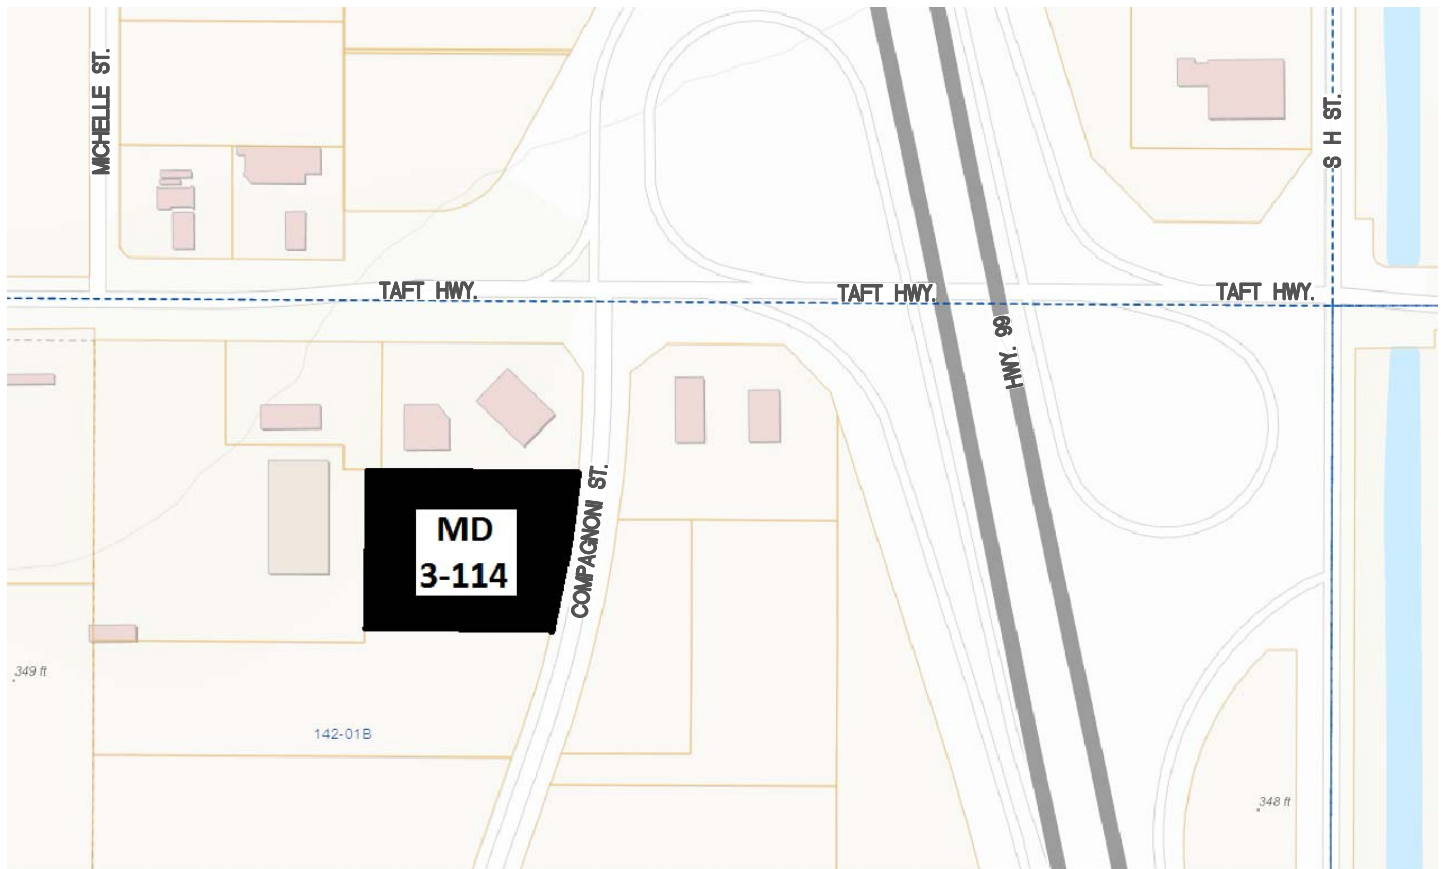 MICHELLE ST.
S H ST.
TAFT HWY.
TAFT HWY.
TAFT HWY.
HWY. 99
COMPAGNONI ST.
MD
3-114
349 ft
142-01B
348 ft